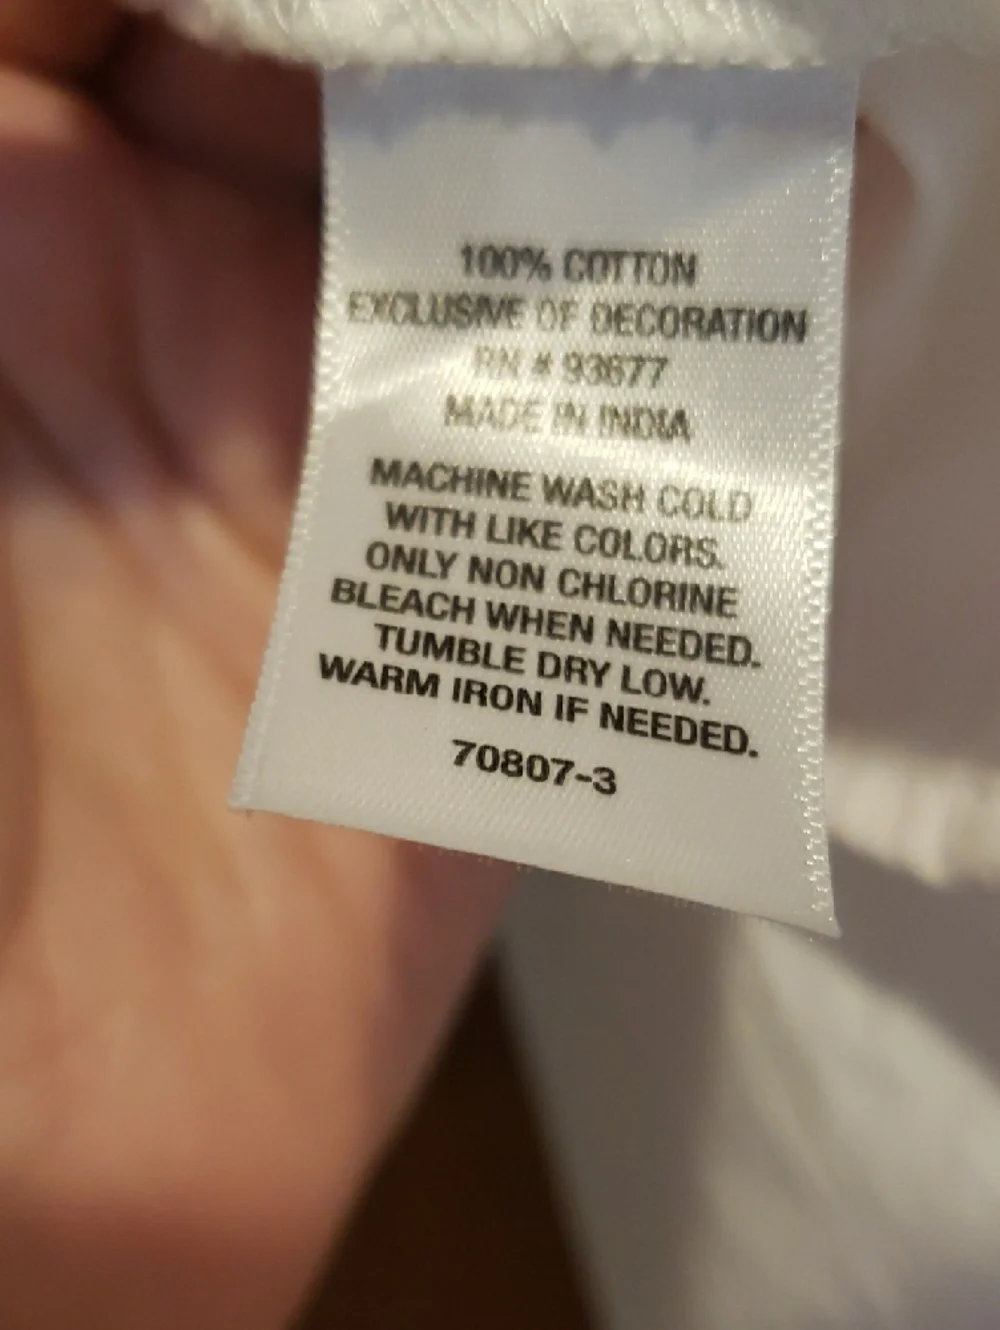 100% COTTON
EXCLUSIVE OF DECORATION
RN # 93677
MADE IN INDIA
MACHINE WASH COLD
WITH LIKE COLORS.
ONLY NON CHLORINE
BLEACH WHEN NEEDED.
TUMBLE DRY LOW.
WARM IRON IF NEEDED.
70807-3